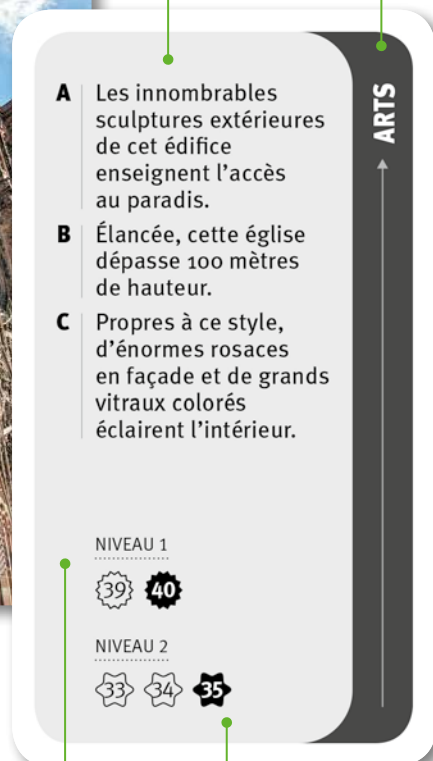 A Les innombrables
sculptures extérieures
de cet édifice
enseignent l’accès
au paradis.
B Élancée, cette église
dépasse 100 mètres
de hauteur.
C Propres à ce style,
d’énormes rosaces
en façade et de grands
vitraux colorés
éclairent l’intérieur.
NIVEAU 1
39 40
NIVEAU 2
33 34 35
ARTS